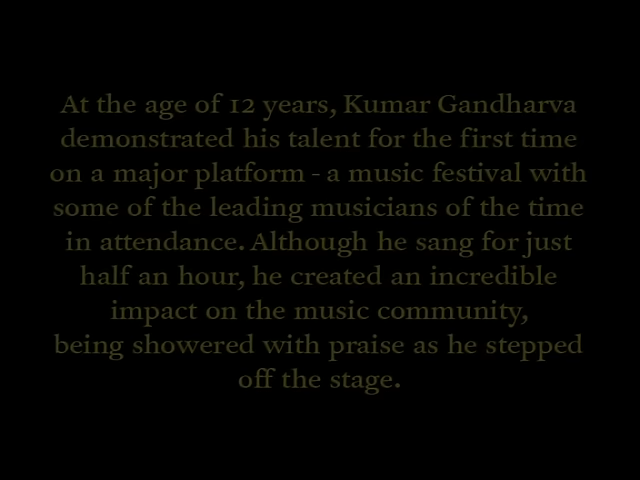 At the age of 12 years, Kumar Gandharva
demonstrated his talent for the first time
on a major platform - a music festival with
some of the leading musicians of the time
in attendance. Although he sang for just
half an hour, he created an incredible
impact on the music community,
being showered with praise as he stepped
off the stage.